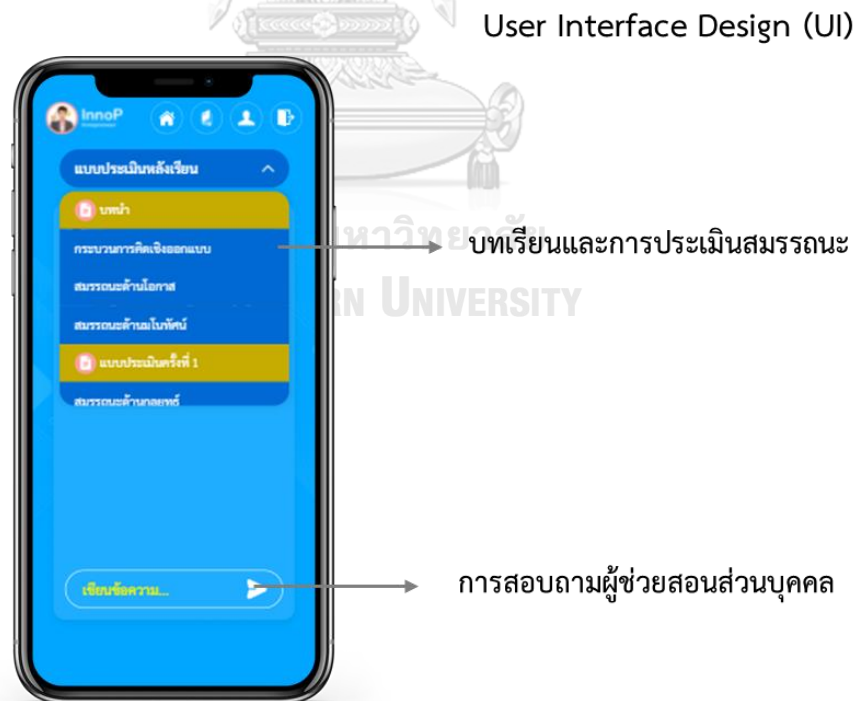 User Interface Design (UI)
InnoP
แบบประเมินหลังเรียน
บทนำ
กระบวนการคิดเชิงออกแบบ
บทเรียนและการประเมินสมรรถนะ
สมรรถนะด้านโอกาส
RN UNIVERSITY
สมรรถนะด้านมโนทัศน์
แบบประเมินครั้งที่ 1
สมรรถนะด้านกลยุทธ์
เขียนข้อความ...
การสอบถามผู้ช่วยสอนส่วนบุคคล